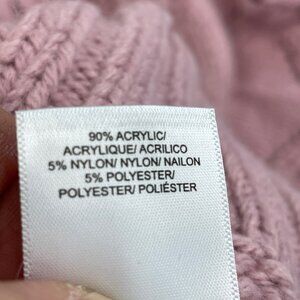 90% ACRYLIC/
ACRYLIQUE/ ACRILICO
5% NYLON/ NYLON/ NAILON
5% POLYESTER/
POLYESTER/ POLIÉSTER